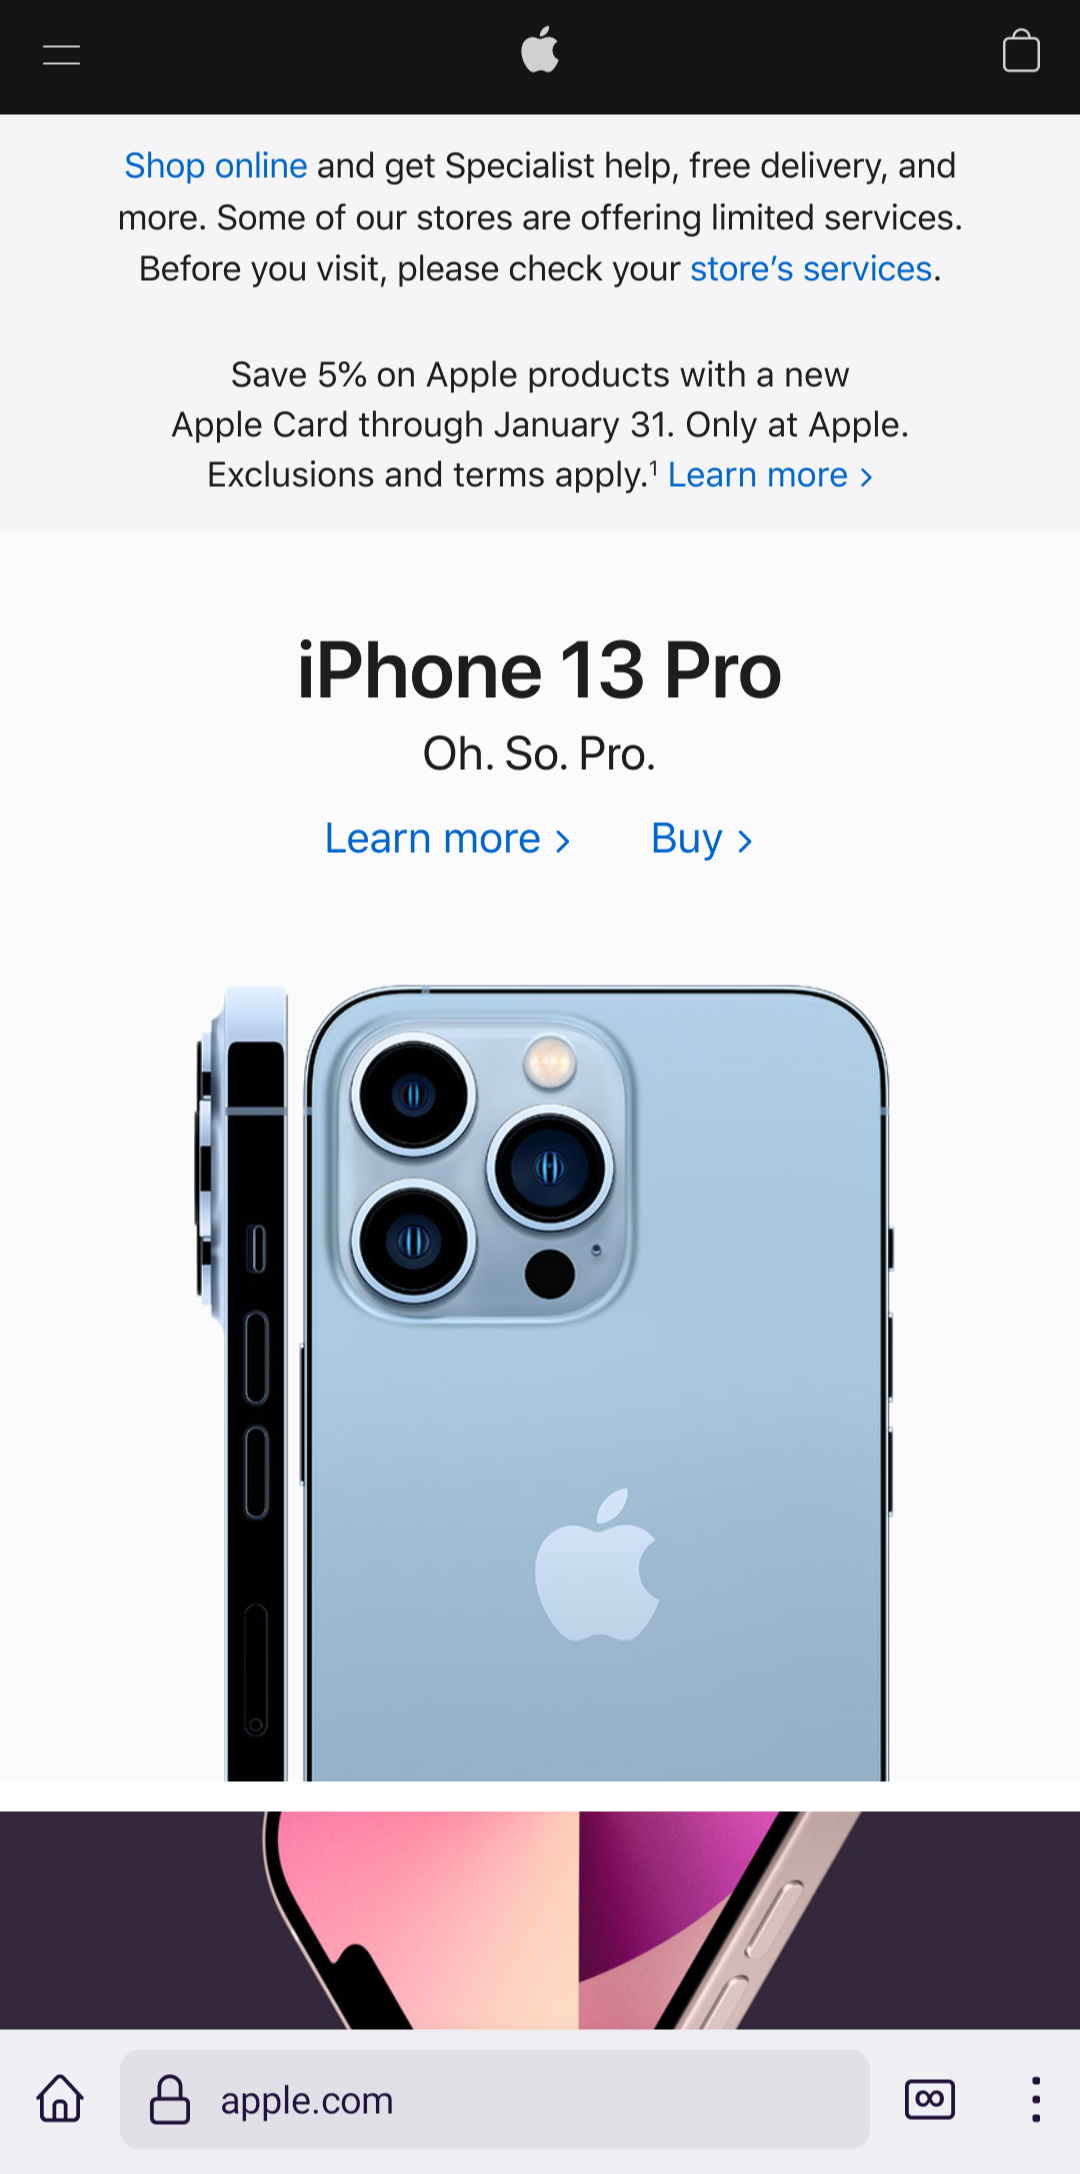 Shop online and get Specialist help, free delivery, and
more. Some of our stores are offering limited services.
Before you visit, please check your store’s services.
Save 5% on Apple products with a new
Apple Card through January 31. Only at Apple.
Exclusions and terms apply.¹ Learn more >
iPhone 13 Pro
Oh. So. Pro.
Learn more > Buy >
apple.com